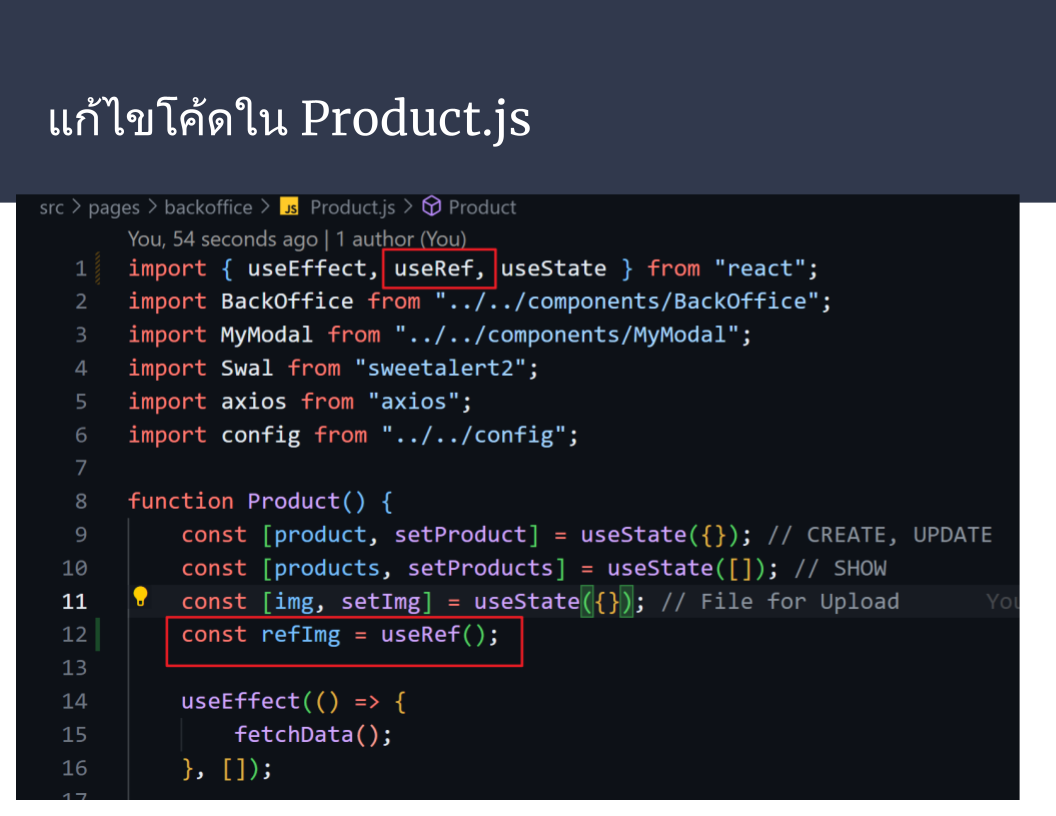 แก้ไขโค้ดใน Product.js
src > pages > backoffice > JS Product.js > Product
You, 54 seconds ago | 1 author (You)
1 import { useEffect, useRef, useState } from "react";
2 import BackOffice from "../../components/BackOffice";
3 import MyModal from "../../components/MyModal";
4 import Swal from "sweetalert2";
5 import axios from "axios";
6 import config from "../../config";
7
8 function Product() {
9 const [product, setProduct] = useState({}); // CREATE, UPDATE
10 const [products, setProducts] = useState([]); // SHOW
11 const [img, setImg] = useState({}); // File for Upload
12 const refImg = useRef();
13
14 useEffect(() => {
15 fetchData();
16 }, []);